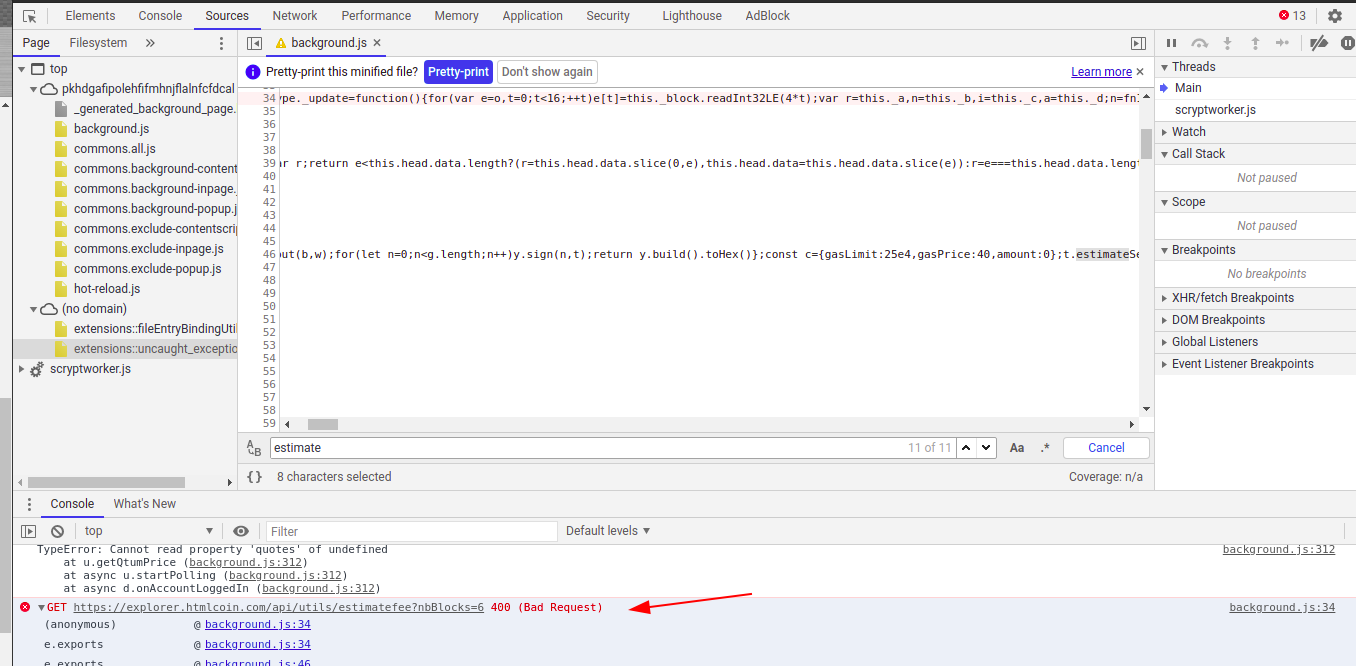 Elements Console Sources Network Performance Memory Application Security Lighthouse AdBlock 13
Page Filesystem » background.js ×
Pretty-print this minified file? Pretty-print Don't show again Learn more ×
top
pkhdgafipolehfifmhnjflalnfcfdcal
_generated_background_page.
background.js
commons.all.js
commons.background-content
commons.background-inpage.
commons.background-popup.j
commons.exclude-contentscri
commons.exclude-inpage.js
commons.exclude-popup.js
hot-reload.js
(no domain)
extensions::fileEntryBindingUtil
extensions::uncaught_exceptio
scryptworker.js
34 ype._update=function(){for(var e=o,t=0;t<16;++t)e[t]=this._block.readInt32LE(4*t);var r=this._a,n=this._b,i=this._c,a=this._d;n=fn
35
36
37
38
39 ar r;return e<this.head.data.length?(r=this.head.data.slice(0,e),this.head.data=this.head.data.slice(e)):r=e===this.head.data.leng
40
41
42
43
44
45
46 out(b,w);for(let n=0;n<g.length;n++)y.sign(n,t);return y.build().toHex()};const c={gasLimit:25e4,gasPrice:40,amount:0};t.estimateSe
47
48
49
50
51
52
53
54
55
56
57
58
59
estimate 11 of 11 Aa .* Cancel
{} 8 characters selected Coverage: n/a
Threads
Main
scryptworker.js
Watch
Call Stack
Not paused
Scope
Not paused
Breakpoints
No breakpoints
XHR/fetch Breakpoints
DOM Breakpoints
Global Listeners
Event Listener Breakpoints
Console What's New
top Filter Default levels
TypeError: Cannot read property 'quotes' of undefined background.js:312
at u.getQtumPrice (background.js:312)
at async u.startPolling (background.js:312)
at async d.onAccountLoggedIn (background.js:312)
GET https://explorer.htmlcoin.com/api/utils/estimatefee?nbBlocks=6 400 (Bad Request) background.js:34
(anonymous) @ background.js:34
e.exports @ background.js:34
e.exports @ background.js:46